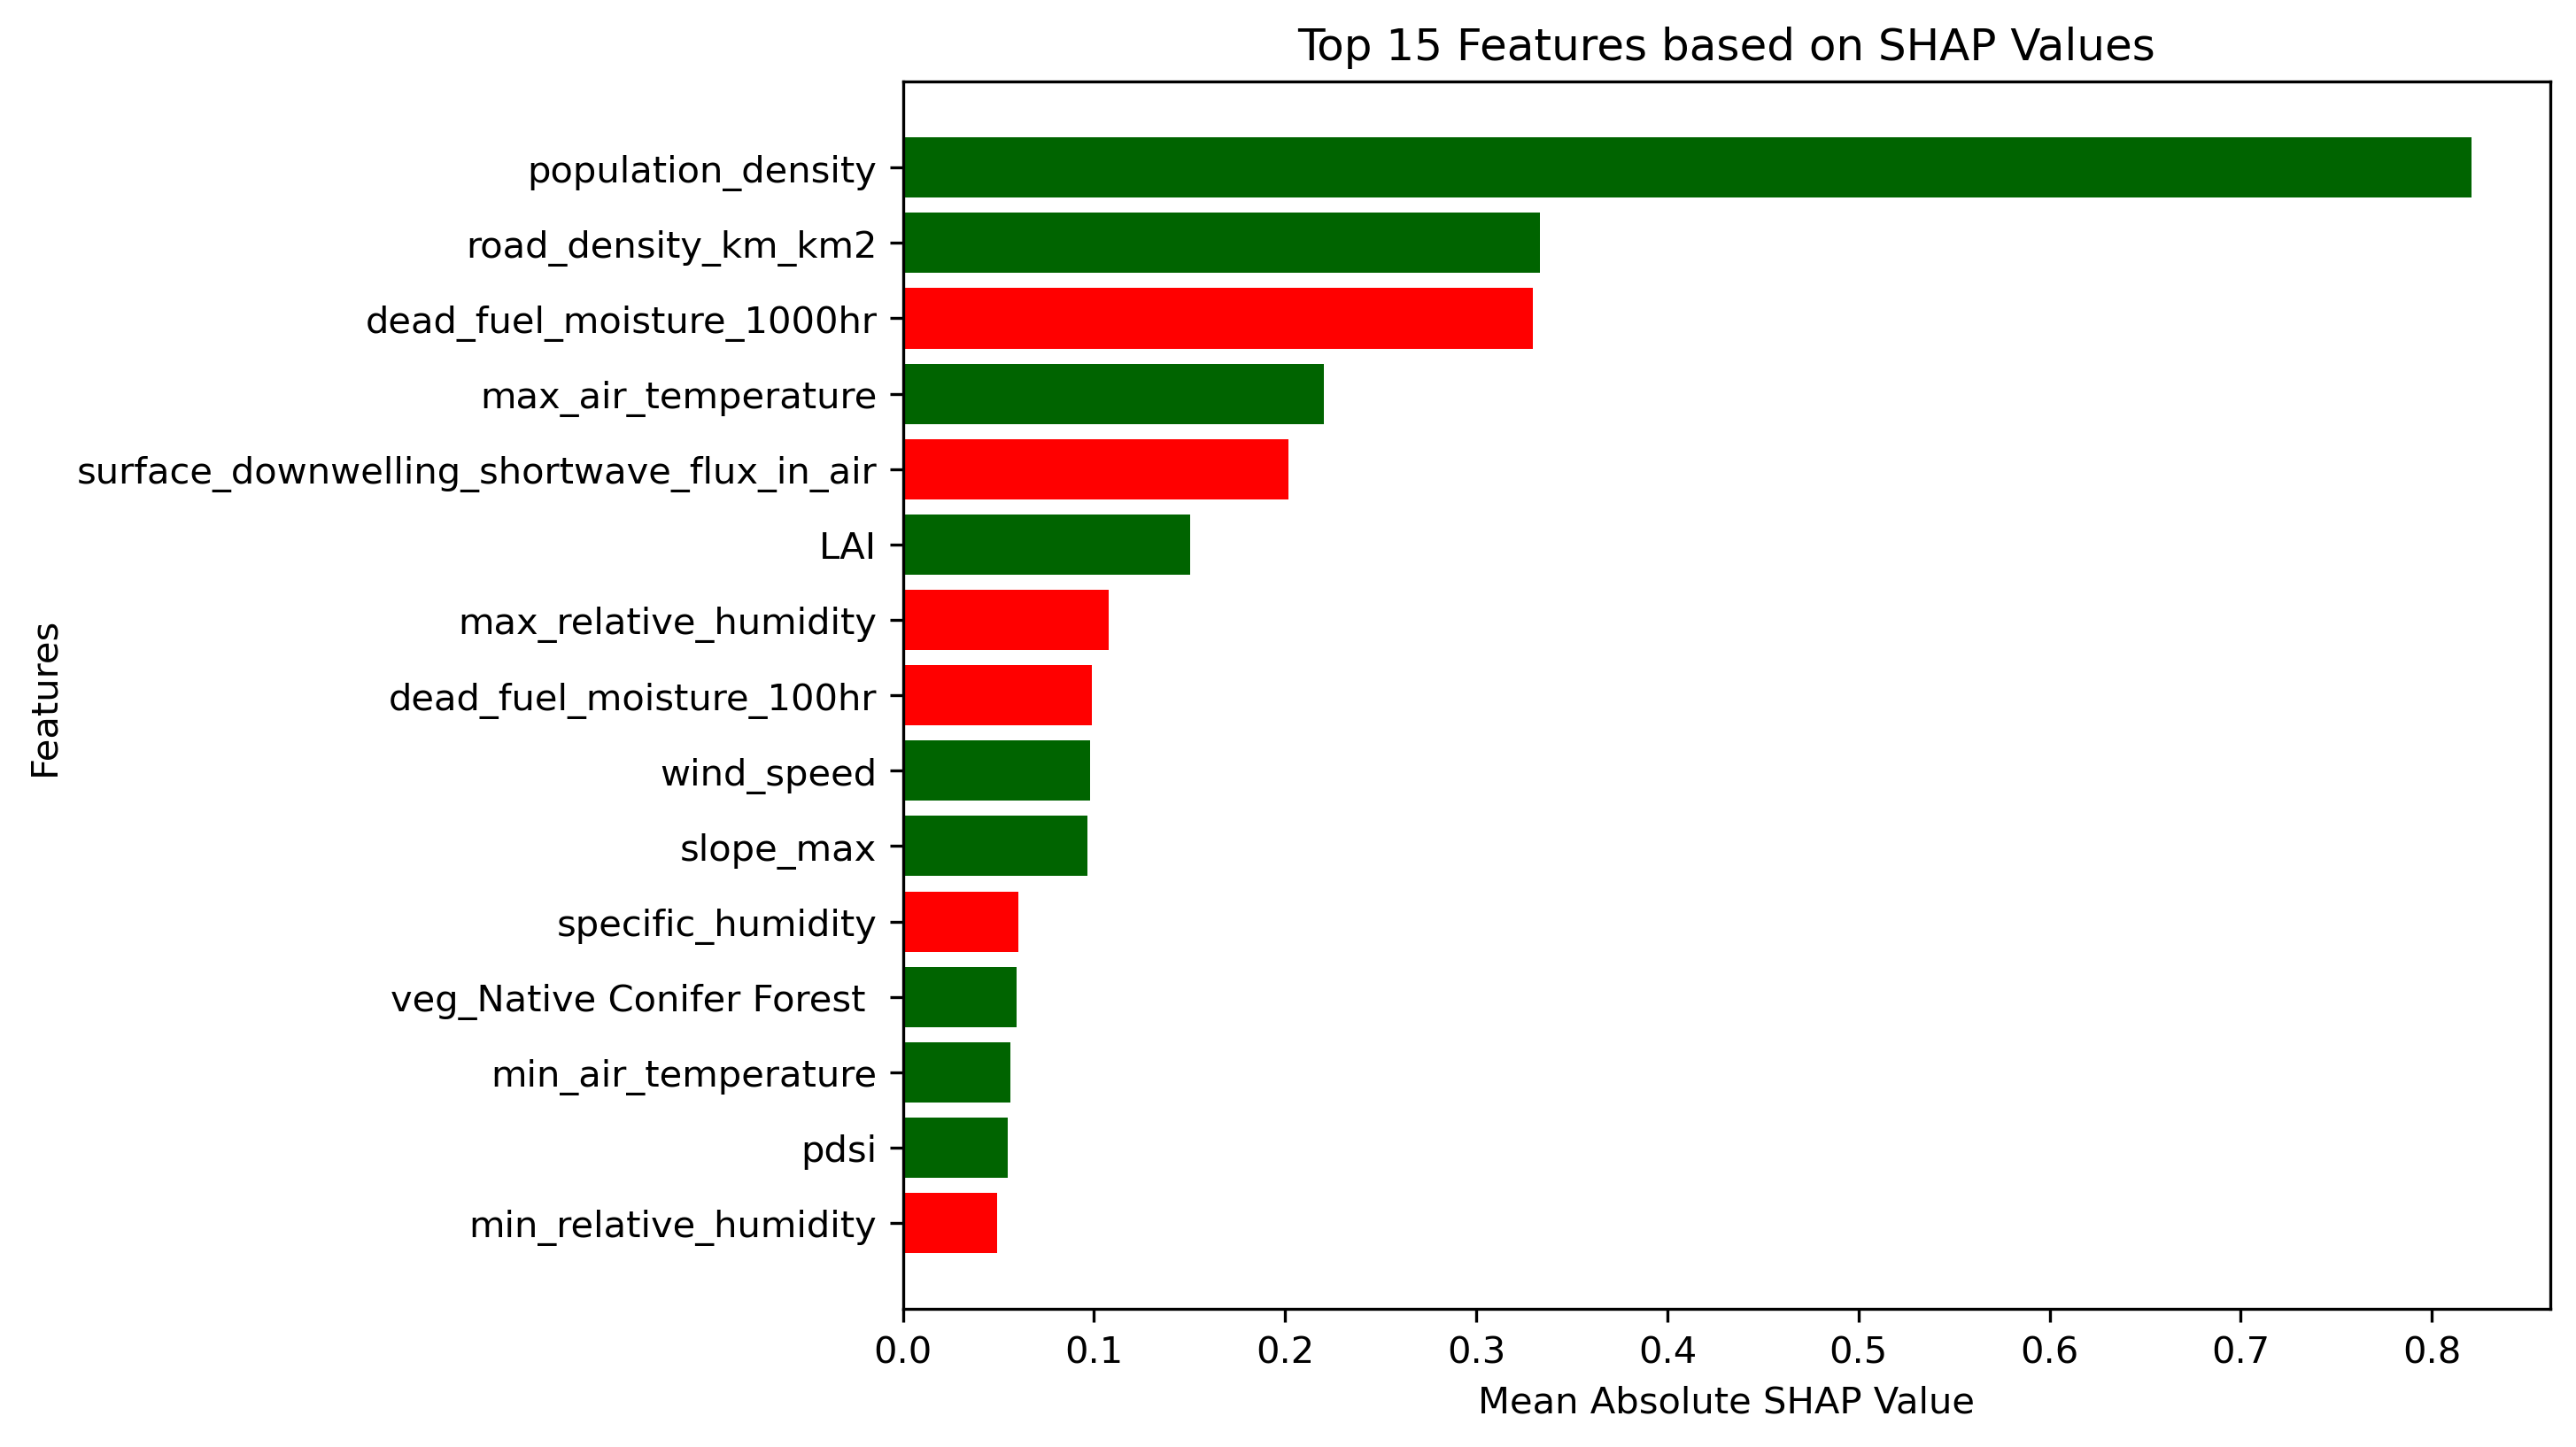 Top 15 Features based on SHAP Values
population_density
road_density_km_km2
dead_fuel_moisture_1000hr
max_air_temperature
surface_downwelling_shortwave_flux_in_air
LAI
max_relative_humidity
dead_fuel_moisture_100hr
wind_speed
slope_max
specific_humidity
veg_Native Conifer Forest
min_air_temperature
pdsi
min_relative_humidity
Features
0.0 0.1 0.2 0.3 0.4 0.5 0.6 0.7 0.8
Mean Absolute SHAP Value